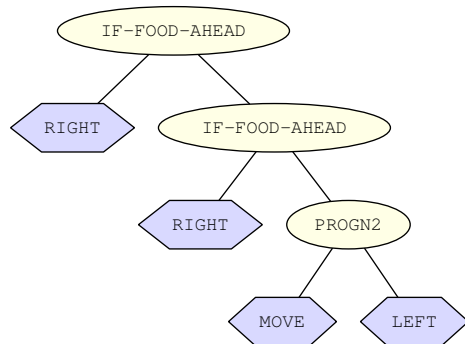 IF-FOOD-AHEAD
RIGHT
IF-FOOD-AHEAD
RIGHT
PROGN2
MOVE
LEFT